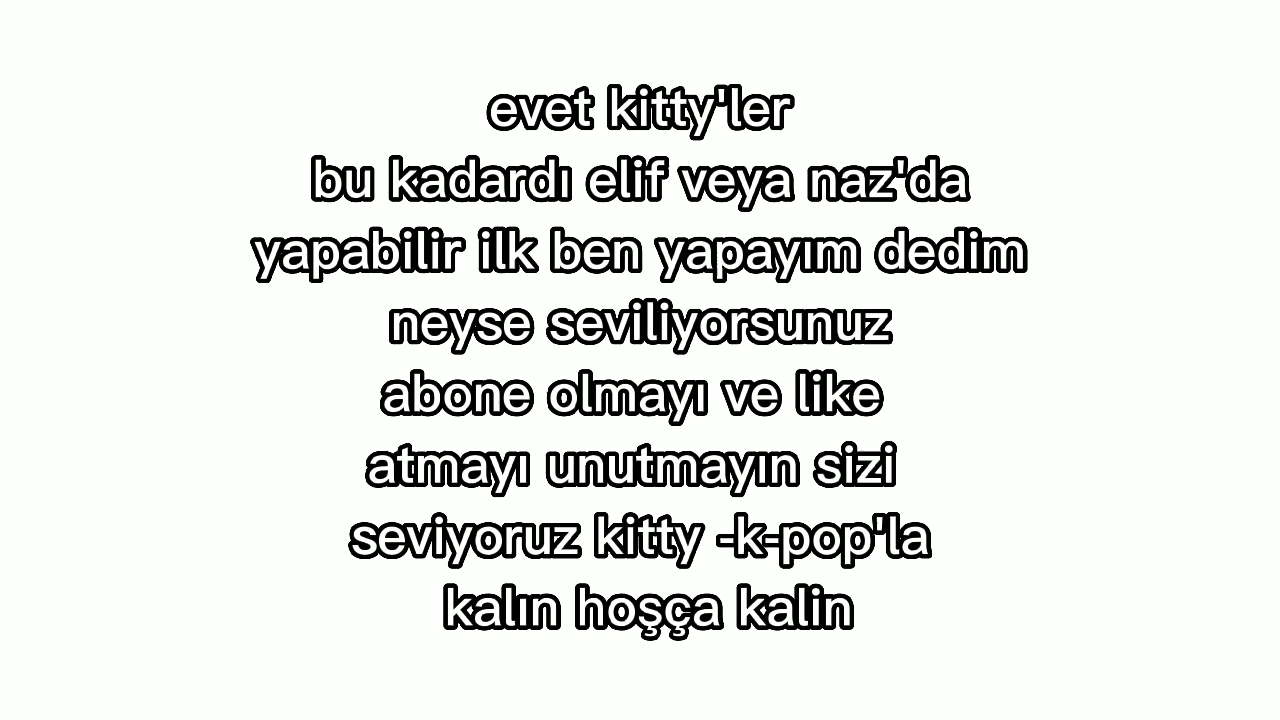 evet kitty'ler
bu kadardı elif veya naz'da
yapabilir ilk ben yapayım dedim
neyse seviliyorsunuz
abone olmayı ve like
atmayı unutmayın sizi
seviyoruz kitty -k-pop'la
kalın hoşça kalin